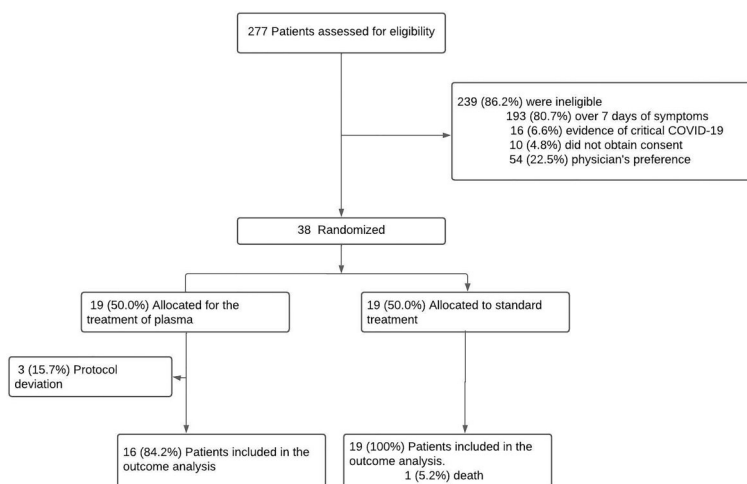 277 Patients assessed for eligibility
239 (86.2%) were ineligible
193 (80.7%) over 7 days of symptoms
16 (6.6%) evidence of critical COVID-19
10 (4.8%) did not obtain consent
54 (22.5%) physician's preference
38 Randomized
19 (50.0%) Allocated for the
treatment of plasma
19 (50.0%) Allocated to standard
treatment
3 (15.7%) Protocol
deviation
16 (84.2%) Patients included in the
outcome analysis
19 (100%) Patients included in the
outcome analysis.
1 (5.2%) death